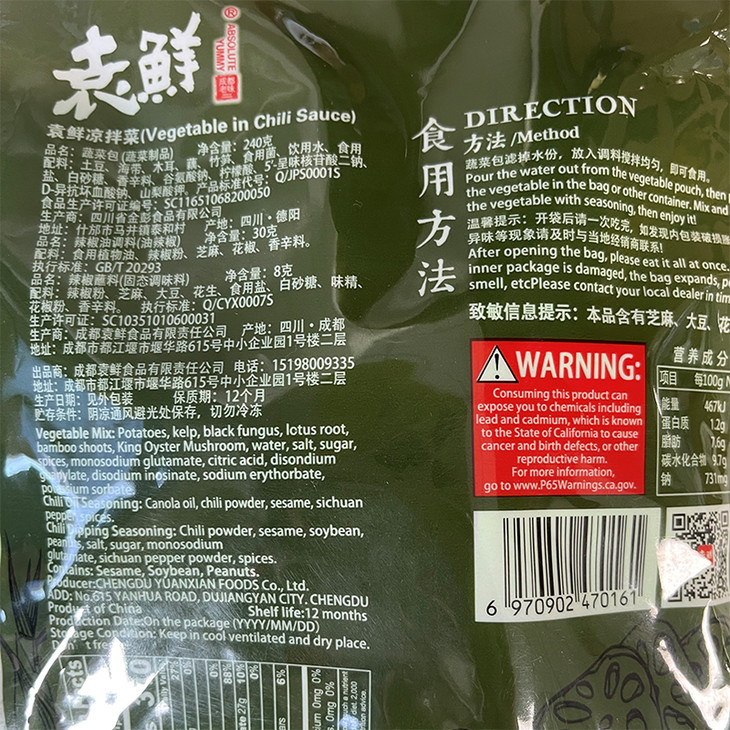 袁鲜
®
ABSOLUTE
YUMMY
成都
老味
袁鲜凉拌菜(Vegetable in Chili Sauce)
品名：蔬菜包(蔬菜制品) 净含量：240克
配料：土豆、海带、木耳、藕、竹笋、食用菌、饮用水、食用
盐、白砂糖、香辛料、谷氨酸钠、柠檬酸、5'-呈味核苷酸二钠、
D-异抗坏血酸钠、山梨酸钾。产品标准代号：Q/JPS0001S
食品生产许可证编号：SC11651068200050
生产商：四川省金彭食品有限公司
地址：什邡市马井镇泰和村 产地：四川·德阳
品名：辣椒油调料(油辣椒) 净含量：30克
配料：食用植物油、辣椒粉、芝麻、花椒、香辛料。
执行标准：GB/T 20293
品名：辣椒蘸料(固态调味料) 净含量：8克
配料：辣椒粉、芝麻、大豆、花生、食用盐、白砂糖、味精、
花椒粉、香辛料。 执行标准：Q/CYX0007S
生产许可证：SC10351010600031
生产商：成都袁鲜食品有限责任公司 产地：四川·成都
地址：成都市都江堰市堰华路615号中小企业园1号楼二层
出品商：成都袁鲜食品有限责任公司 电话：15198009335
地址：成都市都江堰市堰华路615号中小企业园1号楼二层
生产日期：见外包装 保质期：12个月
贮存条件：阴凉通风避光处保存，切勿冷冻
Vegetable Mix: Potatoes, kelp, black fungus, lotus root,
bamboo shoots, King Oyster Mushroom, water, salt, sugar,
spices, monosodium glutamate, citric acid, disondium
guanylate, disodium inosinate, sodium erythorbate,
potassium sorbate.
Chili Oil Seasoning: Canola oil, chili powder, sesame, sichuan
pepper, spices.
Chili Dipping Seasoning: Chili powder, sesame, soybean,
peanuts, salt, sugar, monosodium
glutamate, sichuan pepper powder, spices.
Contains: Sesame, Soybean, Peanuts.
Producer:CHENGDU YUANXIAN FOODS Co., Ltd.
ADD: No.615 YANHUA ROAD, DUJIANGYAN CITY. CHENGDU
Product of China Shelf life:12 months
Production Date:On the package (YYYY/MM/DD)
Storage Condition: Keep in cool ventilated and dry place.
Don't freeze
食用方法
DIRECTION
方法 /Method
蔬菜包滤掉水份，放入调料搅拌均匀，即可食用。
Pour the water out from the vegetable pouch, then
the vegetable in the bag or other container. Mix and
the vegetable with seasoning, then enjoy it!
温馨提示：开袋后请一次吃完，如发现内包装破损
异味等现象请及时与当地经销商联系!
After opening the bag, please eat it all at once.
inner package is damaged, the bag expands,
smell, etcPlease contact your local dealer in tim
致敏信息提示：本品含有芝麻、大豆、花
WARNING:
Consuming this product can
expose you to chemicals including
lead and cadmium, which is known
to the State of California to cause
cancer and birth defects, or other
reproductive harm.
For more information,
go to www.P65Warnings.ca.gov.
营养成分
项目 每100g
能量 467kJ
蛋白质 1.2g
脂肪 7.6g
碳水化合物 9.7g
钠 731mg
6 970902 470161